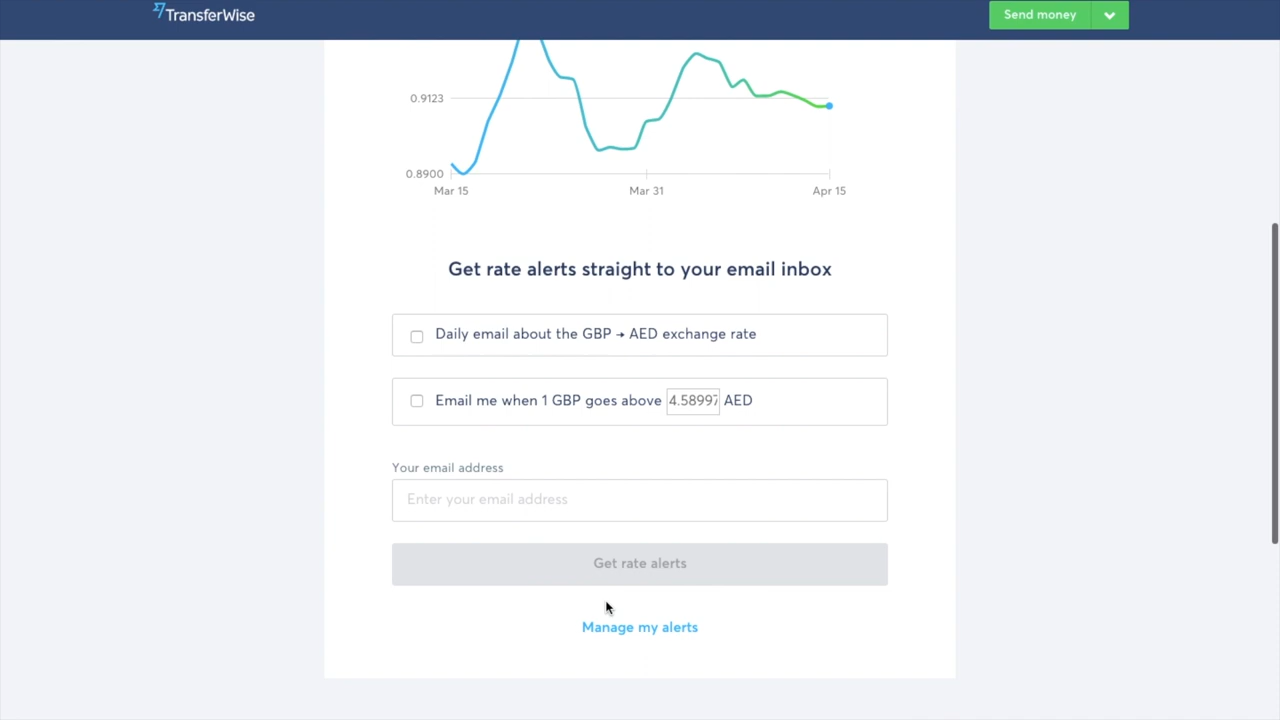 TransferWise
Send money
0.9123
0.8900
Mar 15 Mar 31 Apr 15
Get rate alerts straight to your email inbox
Daily email about the GBP → AED exchange rate
Email me when 1 GBP goes above 4.58997 AED
Your email address
Enter your email address
Get rate alerts
Manage my alerts